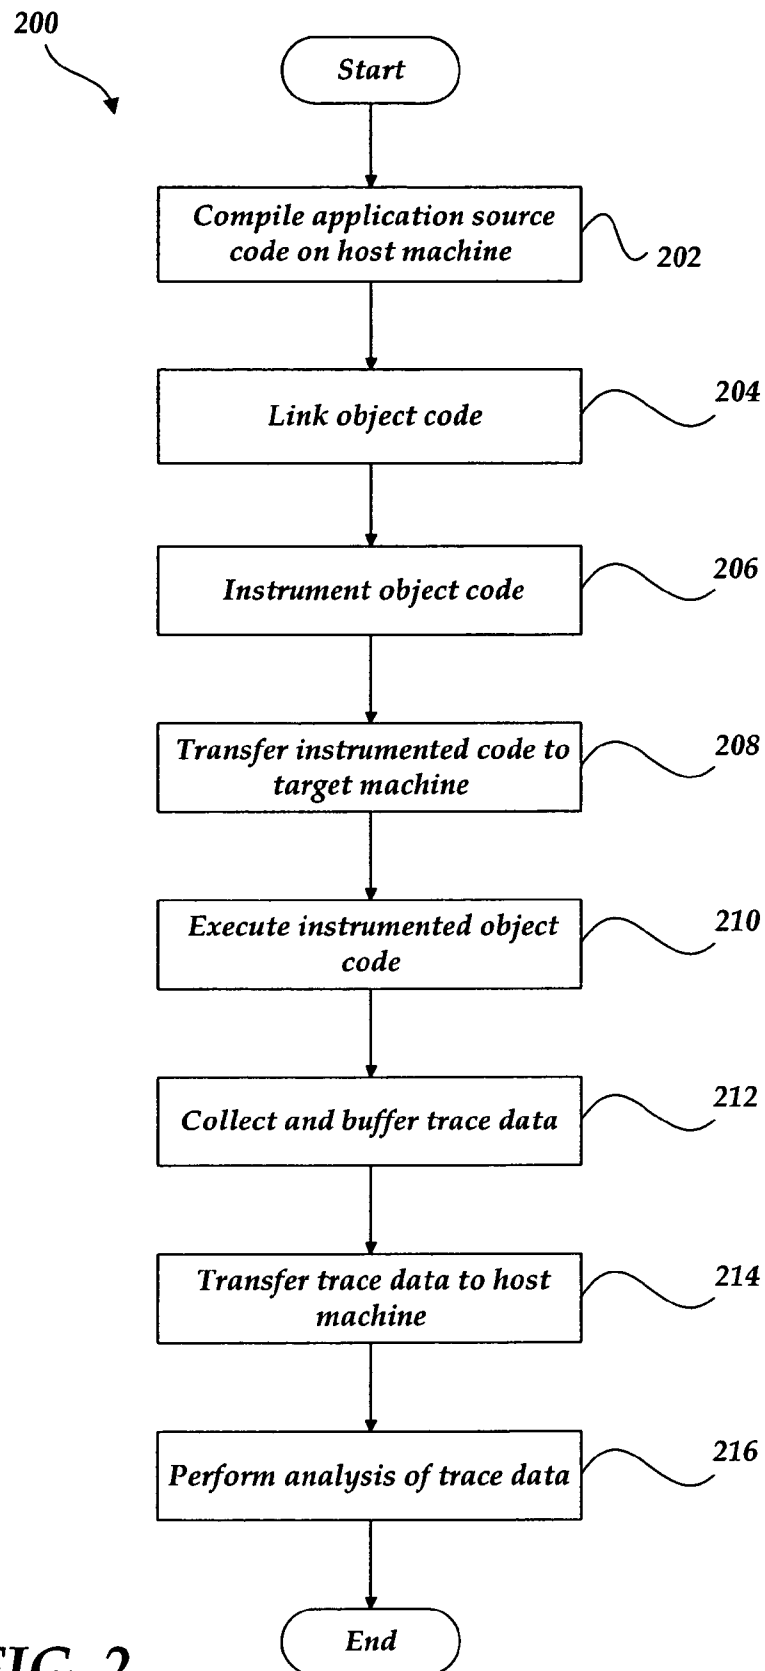 200
Start
Compile application source
code on host machine
202
Link object code
204
Instrument object code
206
Transfer instrumented code to
target machine
208
Execute instrumented object
code
210
Collect and buffer trace data
212
Transfer trace data to host
machine
214
Perform analysis of trace data
216
End
FIG. 2